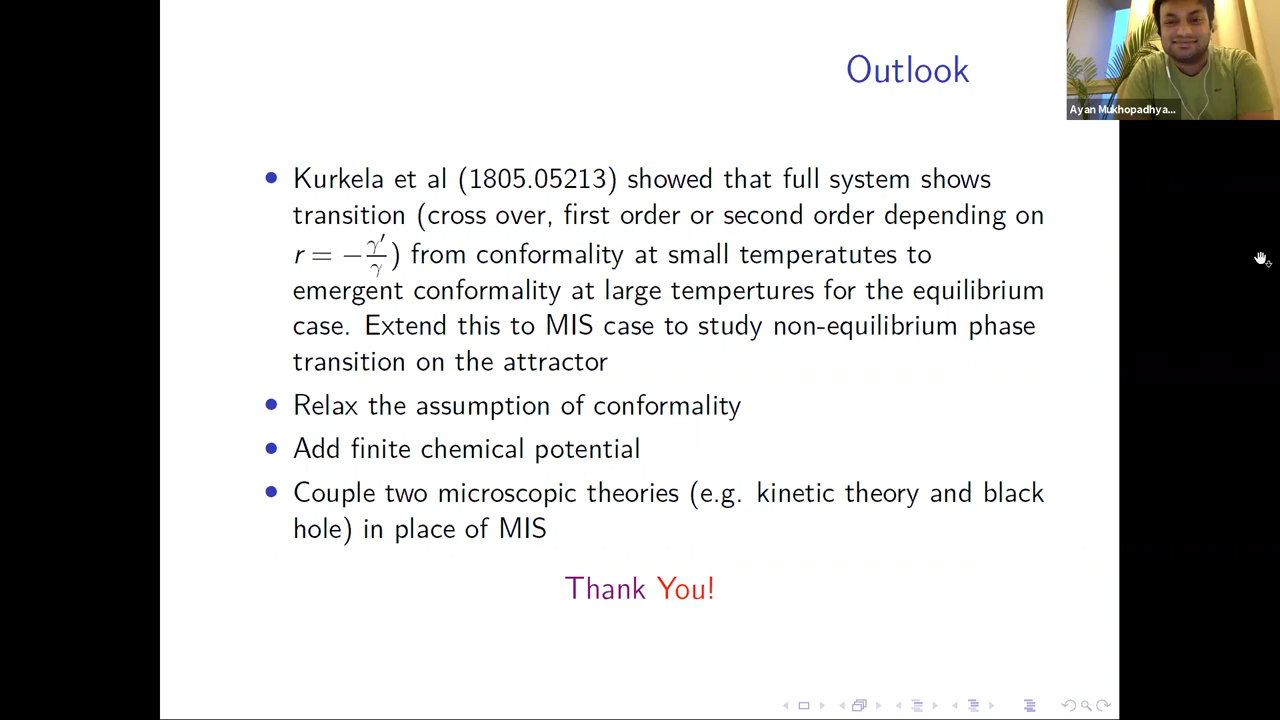 Outlook
Ayan Mukhopadhya...
• Kurkela et al (1805.05213) showed that full system shows
transition (cross over, first order or second order depending on
r = −γ′/γ) from conformality at small temperatutes to
emergent conformality at large tempertures for the equilibrium
case. Extend this to MIS case to study non-equilibrium phase
transition on the attractor
• Relax the assumption of conformality
• Add finite chemical potential
• Couple two microscopic theories (e.g. kinetic theory and black
hole) in place of MIS
Thank You!